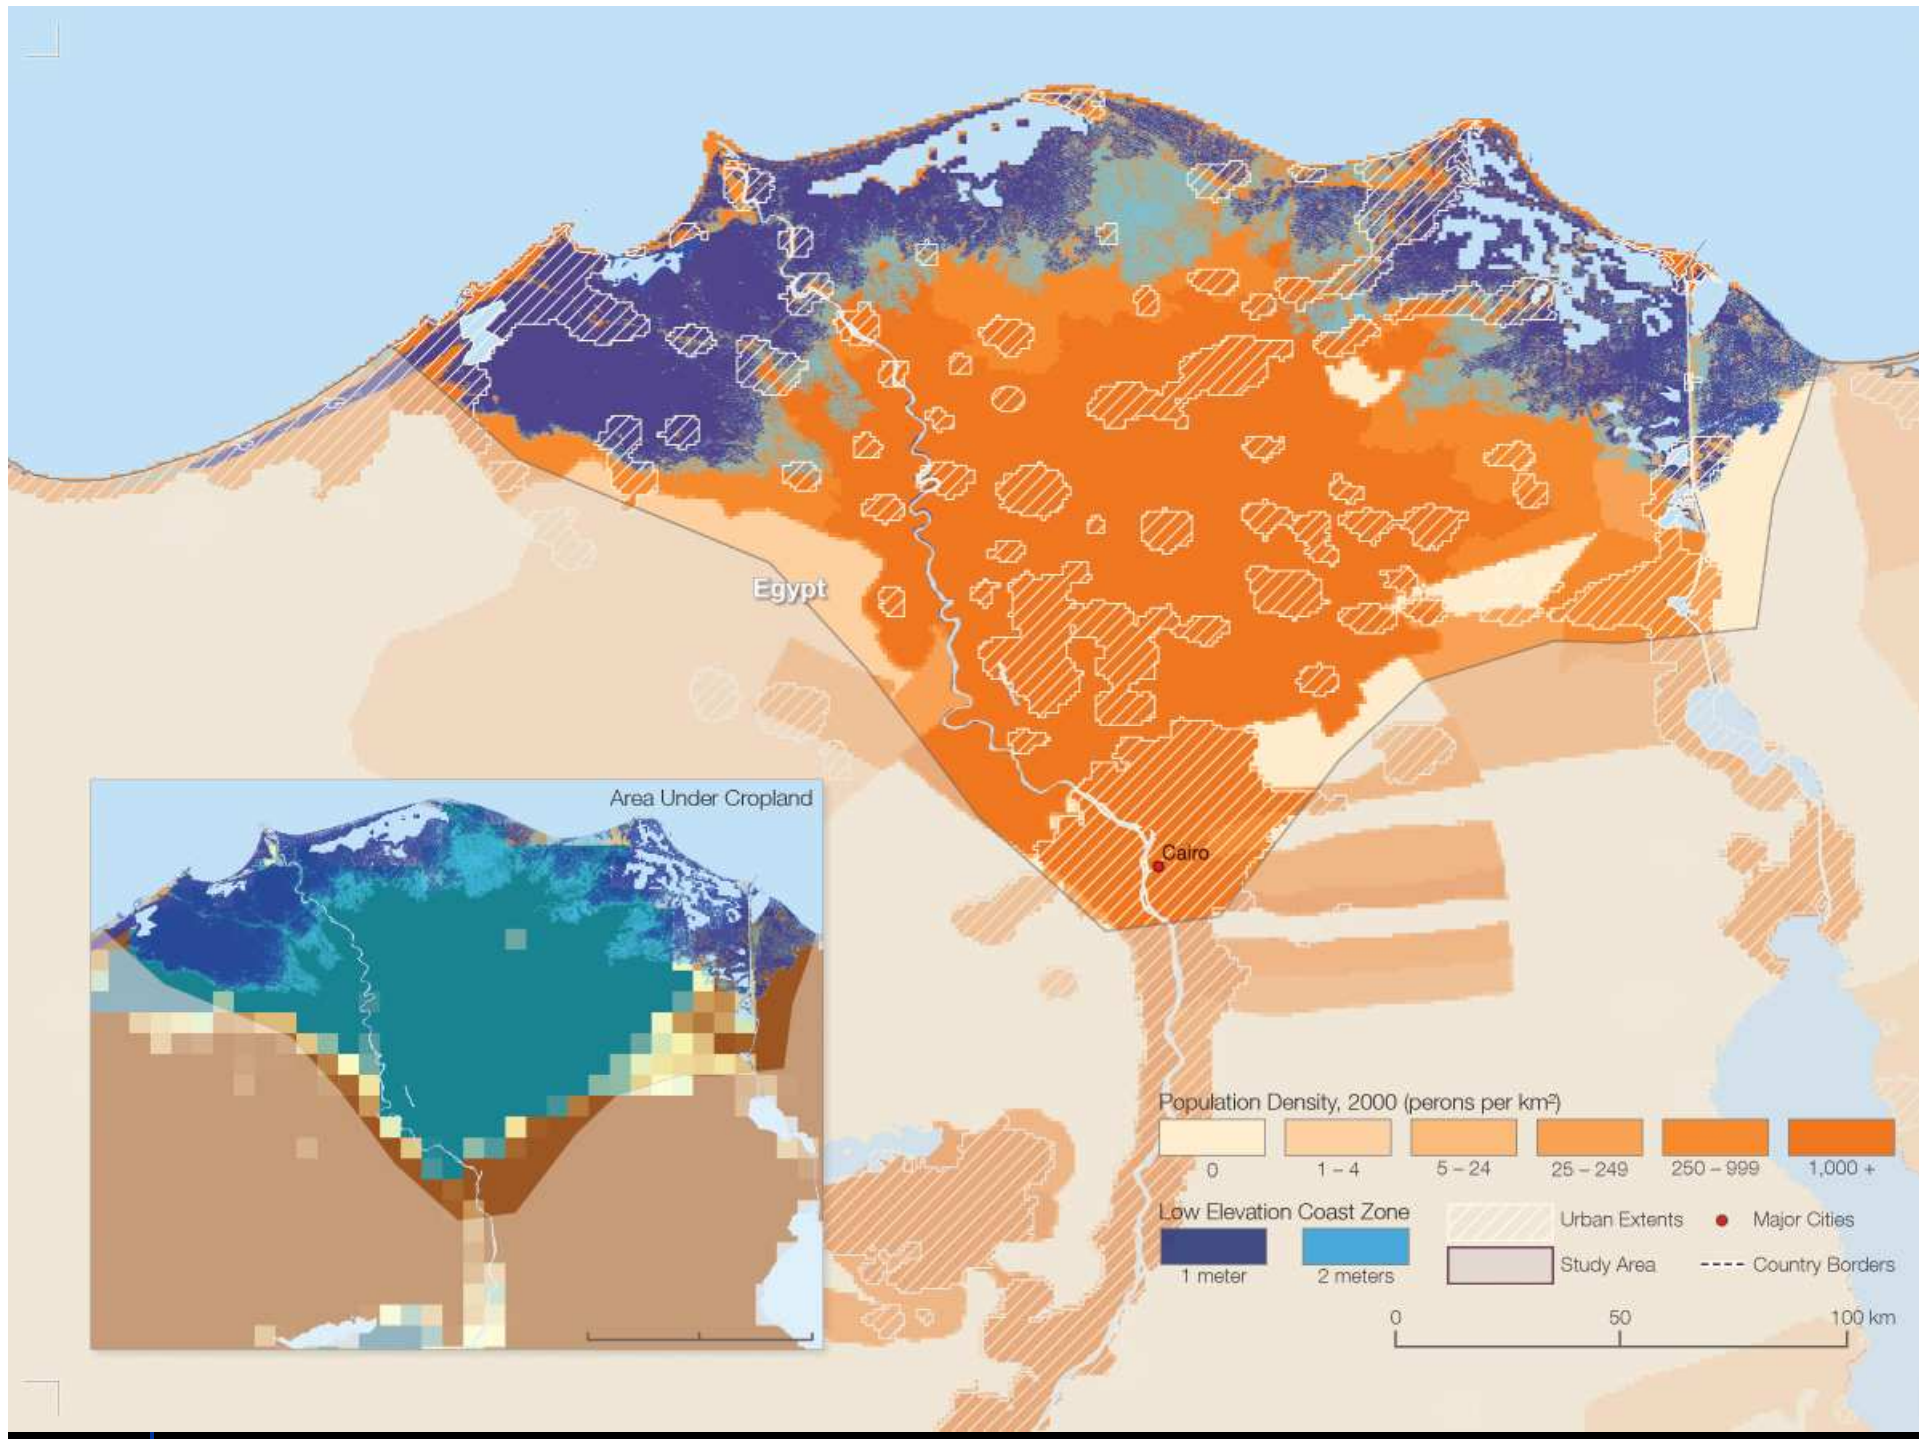 Egypt
Area Under Cropland
Cairo
Population Density, 2000 (perons per km²)
0 1 – 4 5 – 24 25 – 249 250 – 999 1,000 +
Low Elevation Coast Zone
1 meter 2 meters
Urban Extents Major Cities
Study Area Country Borders
0 50 100 km